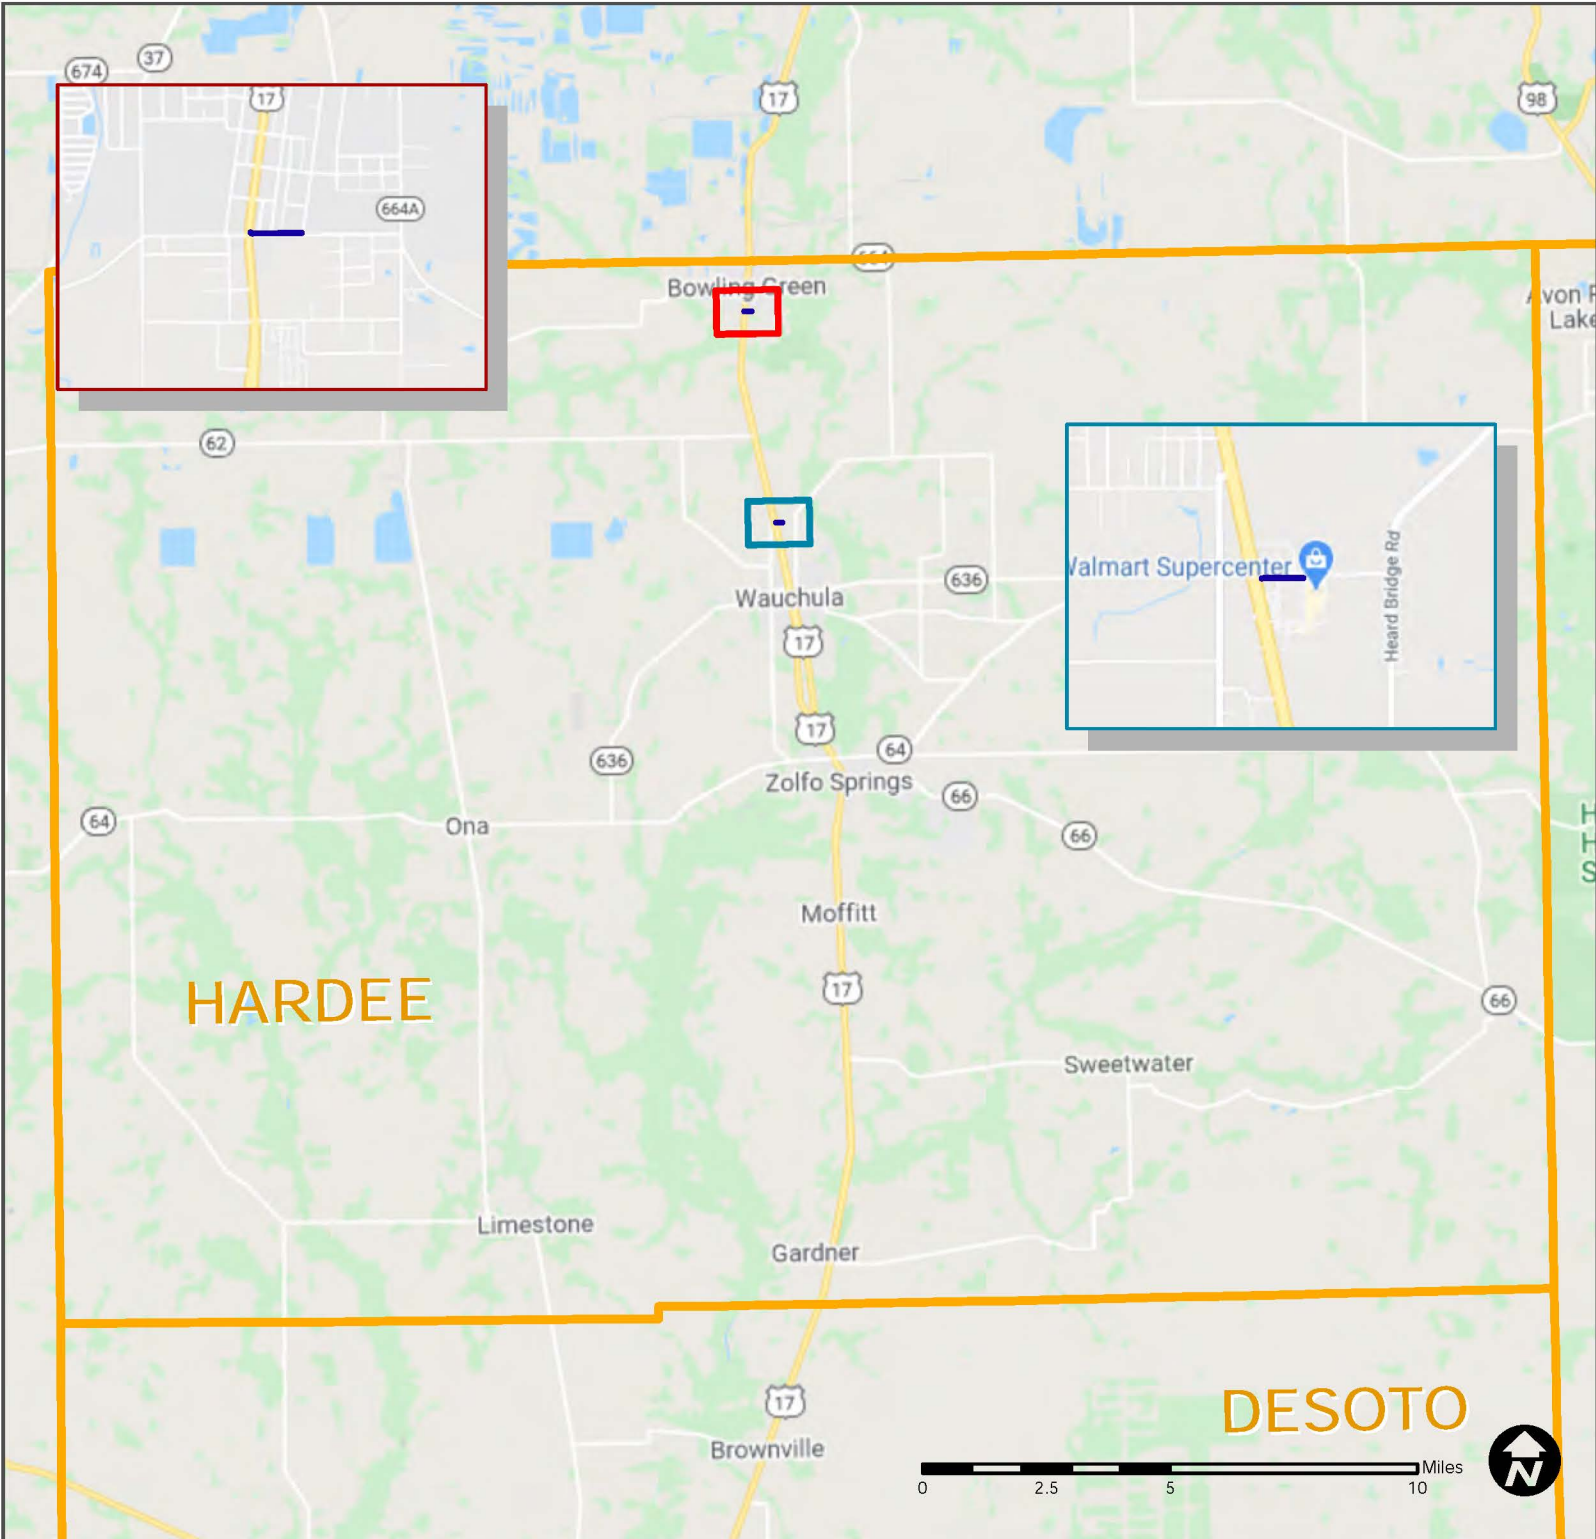 37
674
17
17
98
664A
Bowling Green
Avon P
Lake
62
Walmart Supercenter
Heard Bridge Rd
636
Wauchula
17
17
64
636
Zolfo Springs
66
64
Ona
66
H
H
S
Moffitt
HARDEE
17
66
Sweetwater
Limestone
Gardner
17
DESOTO
Brownville
Miles
0 2.5 5 10
N